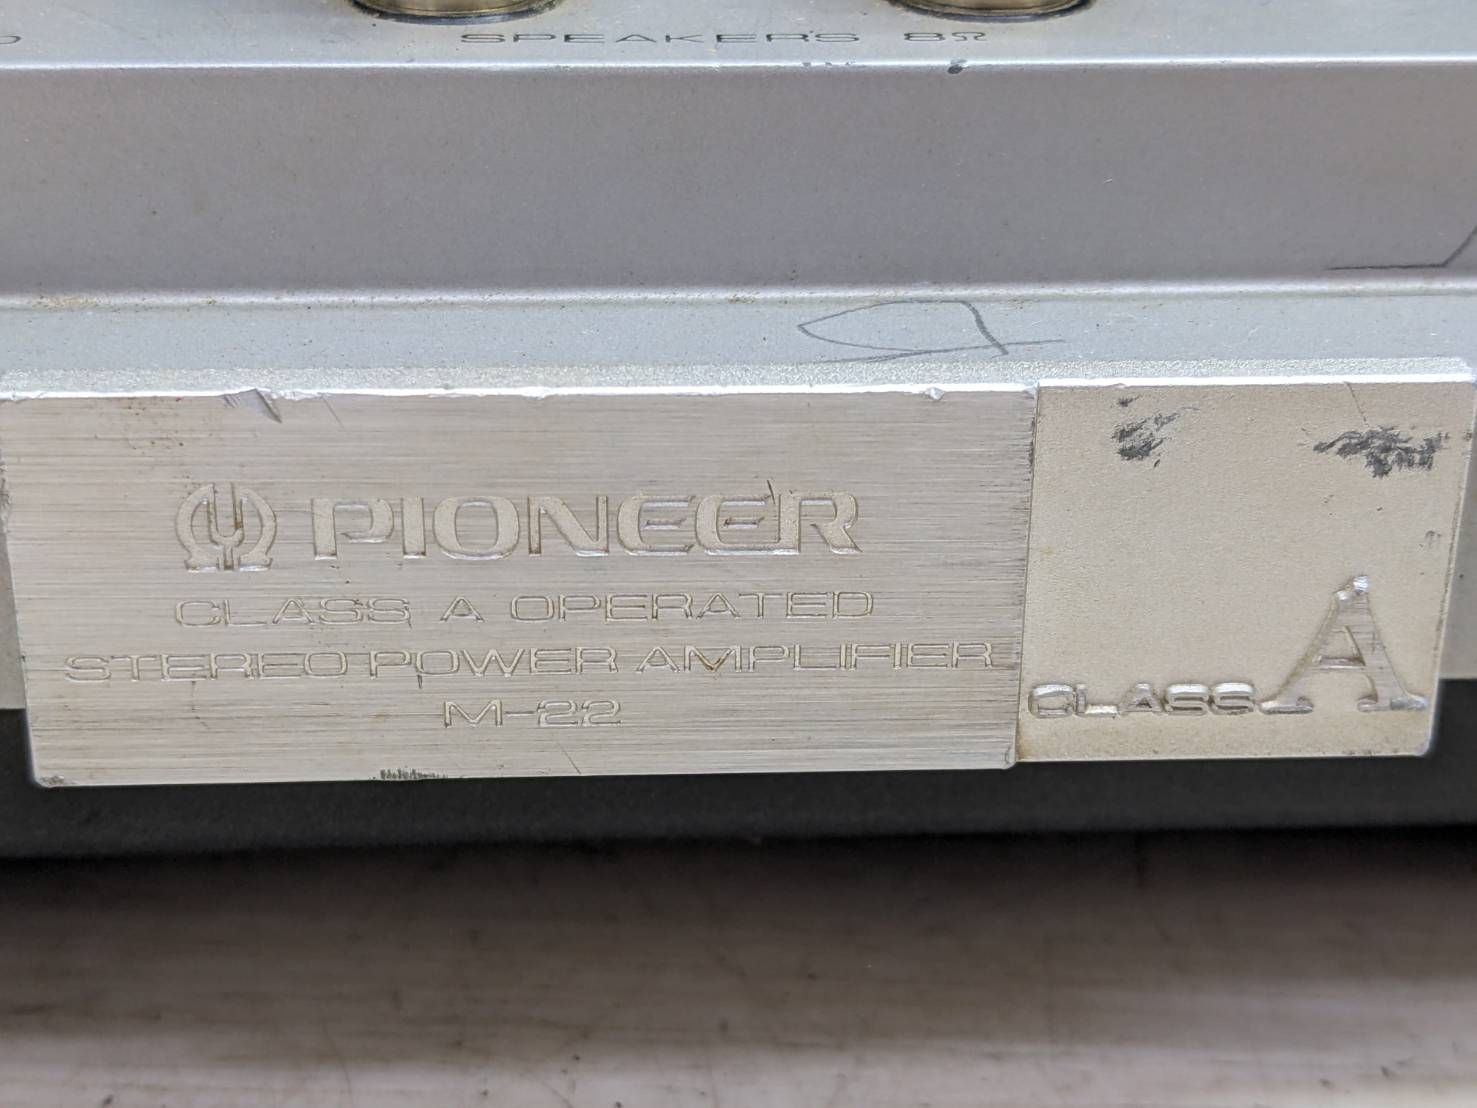 SPEAKERS 8Ω
PIONEER
CLASS A OPERATED
STEREO POWER AMPLIFIER
M-22
CLASS A